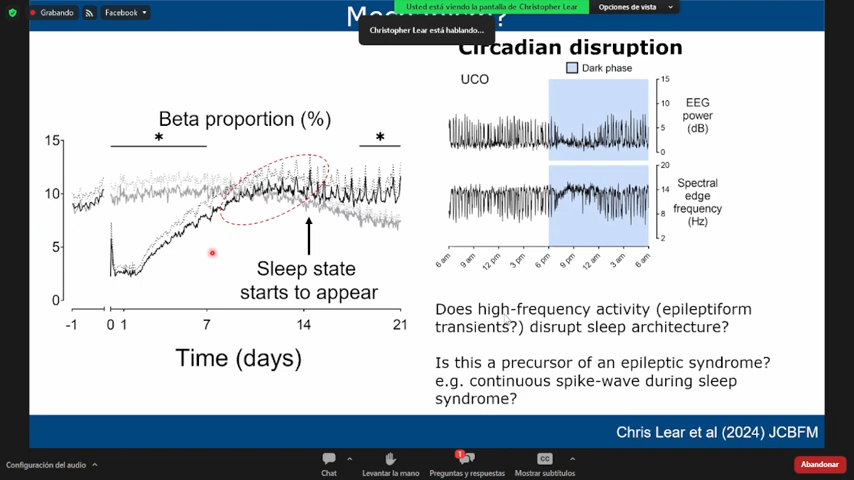 Grabando
Facebook
Usted está viendo la pantalla de Christopher Lear
Opciones de vista
Christopher Lear está hablando...
Circadian disruption
Dark phase
UCO
15
10
5
0
EEG
power
(dB)
20
14
8
2
Spectral
edge
frequency
(Hz)
6 am
9 am
12 pm
3 pm
6 pm
9 pm
12 am
3 am
6 am
Beta proportion (%)
15
10
5
0
*
*
Sleep state
starts to appear
-1
0
1
7
14
21
Time (days)
Does high-frequency activity (epileptiform
transients?) disrupt sleep architecture?
Is this a precursor of an epileptic syndrome?
e.g. continuous spike-wave during sleep
syndrome?
Chris Lear et al (2024) JCBFM
Configuración del audio
Chat
Levantar la mano
1
Preguntas y respuestas
CC
Mostrar subtítulos
Abandonar